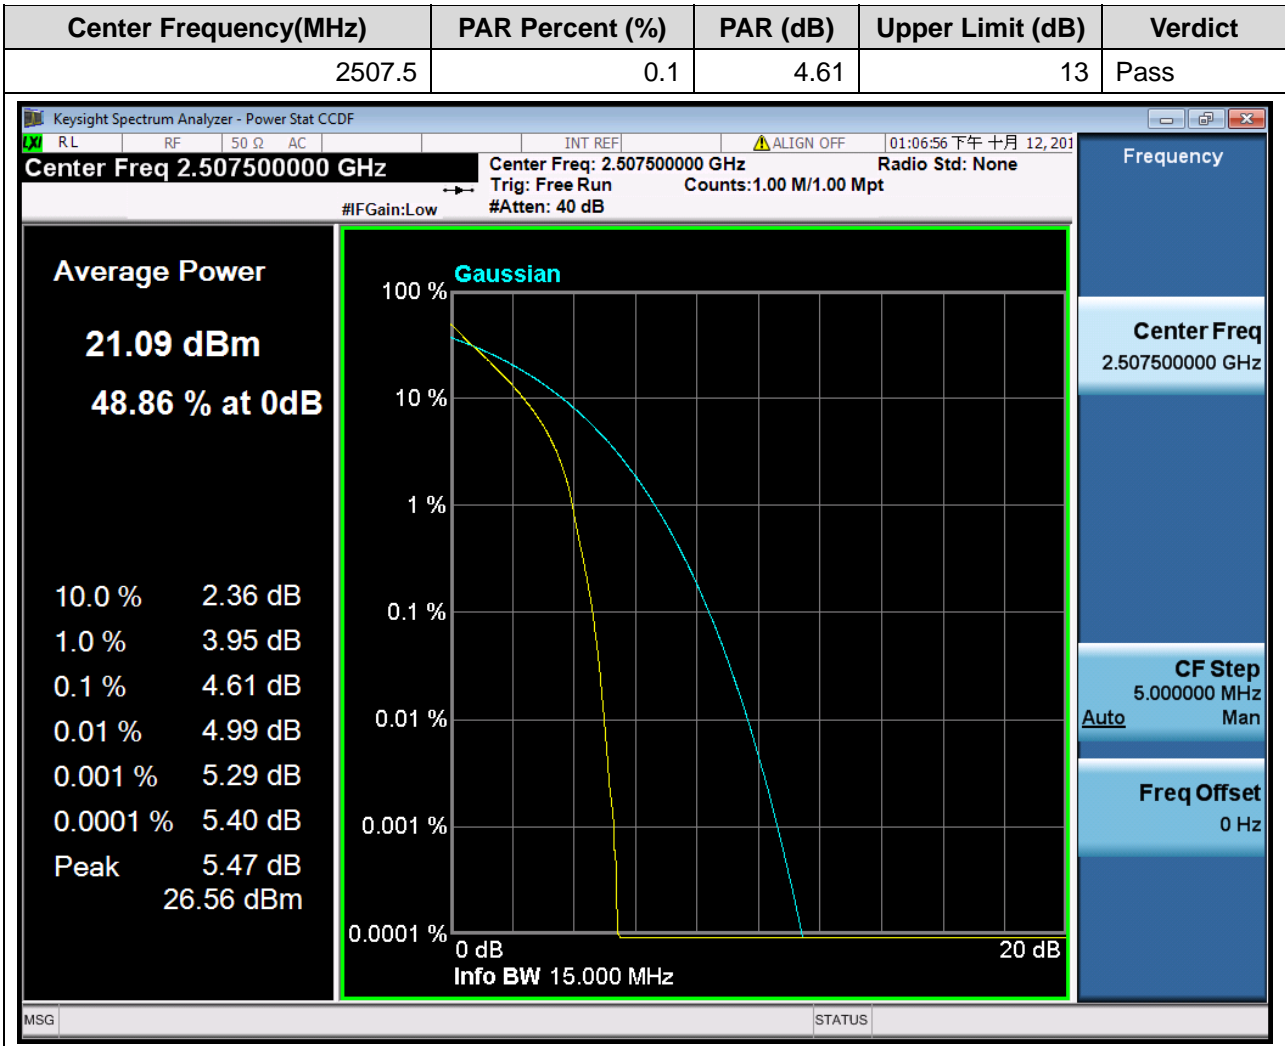 Center Frequency(MHz) PAR Percent (%) PAR (dB) Upper Limit (dB) Verdict
2507.5 0.1 4.61 13 Pass
Keysight Spectrum Analyzer - Power Stat CCDF
LXI RL RF 50 Ω AC INT REF ALIGN OFF 01:06:56 下午 十月 12, 201
Center Freq 2.507500000 GHz
#IFGain:Low
Center Freq: 2.507500000 GHz
Trig: Free Run Counts:1.00 M/1.00 Mpt
#Atten: 40 dB
Radio Std: None
Frequency
Average Power
21.09 dBm
48.86 % at 0dB
10.0 % 2.36 dB
1.0 % 3.95 dB
0.1 % 4.61 dB
0.01 % 4.99 dB
0.001 % 5.29 dB
0.0001 % 5.40 dB
Peak 5.47 dB
26.56 dBm
Gaussian
100 %
10 %
1 %
0.1 %
0.01 %
0.001 %
0.0001 %
0 dB 20 dB
Info BW 15.000 MHz
Center Freq
2.507500000 GHz
CF Step
5.000000 MHz
Auto Man
Freq Offset
0 Hz
MSG STATUS